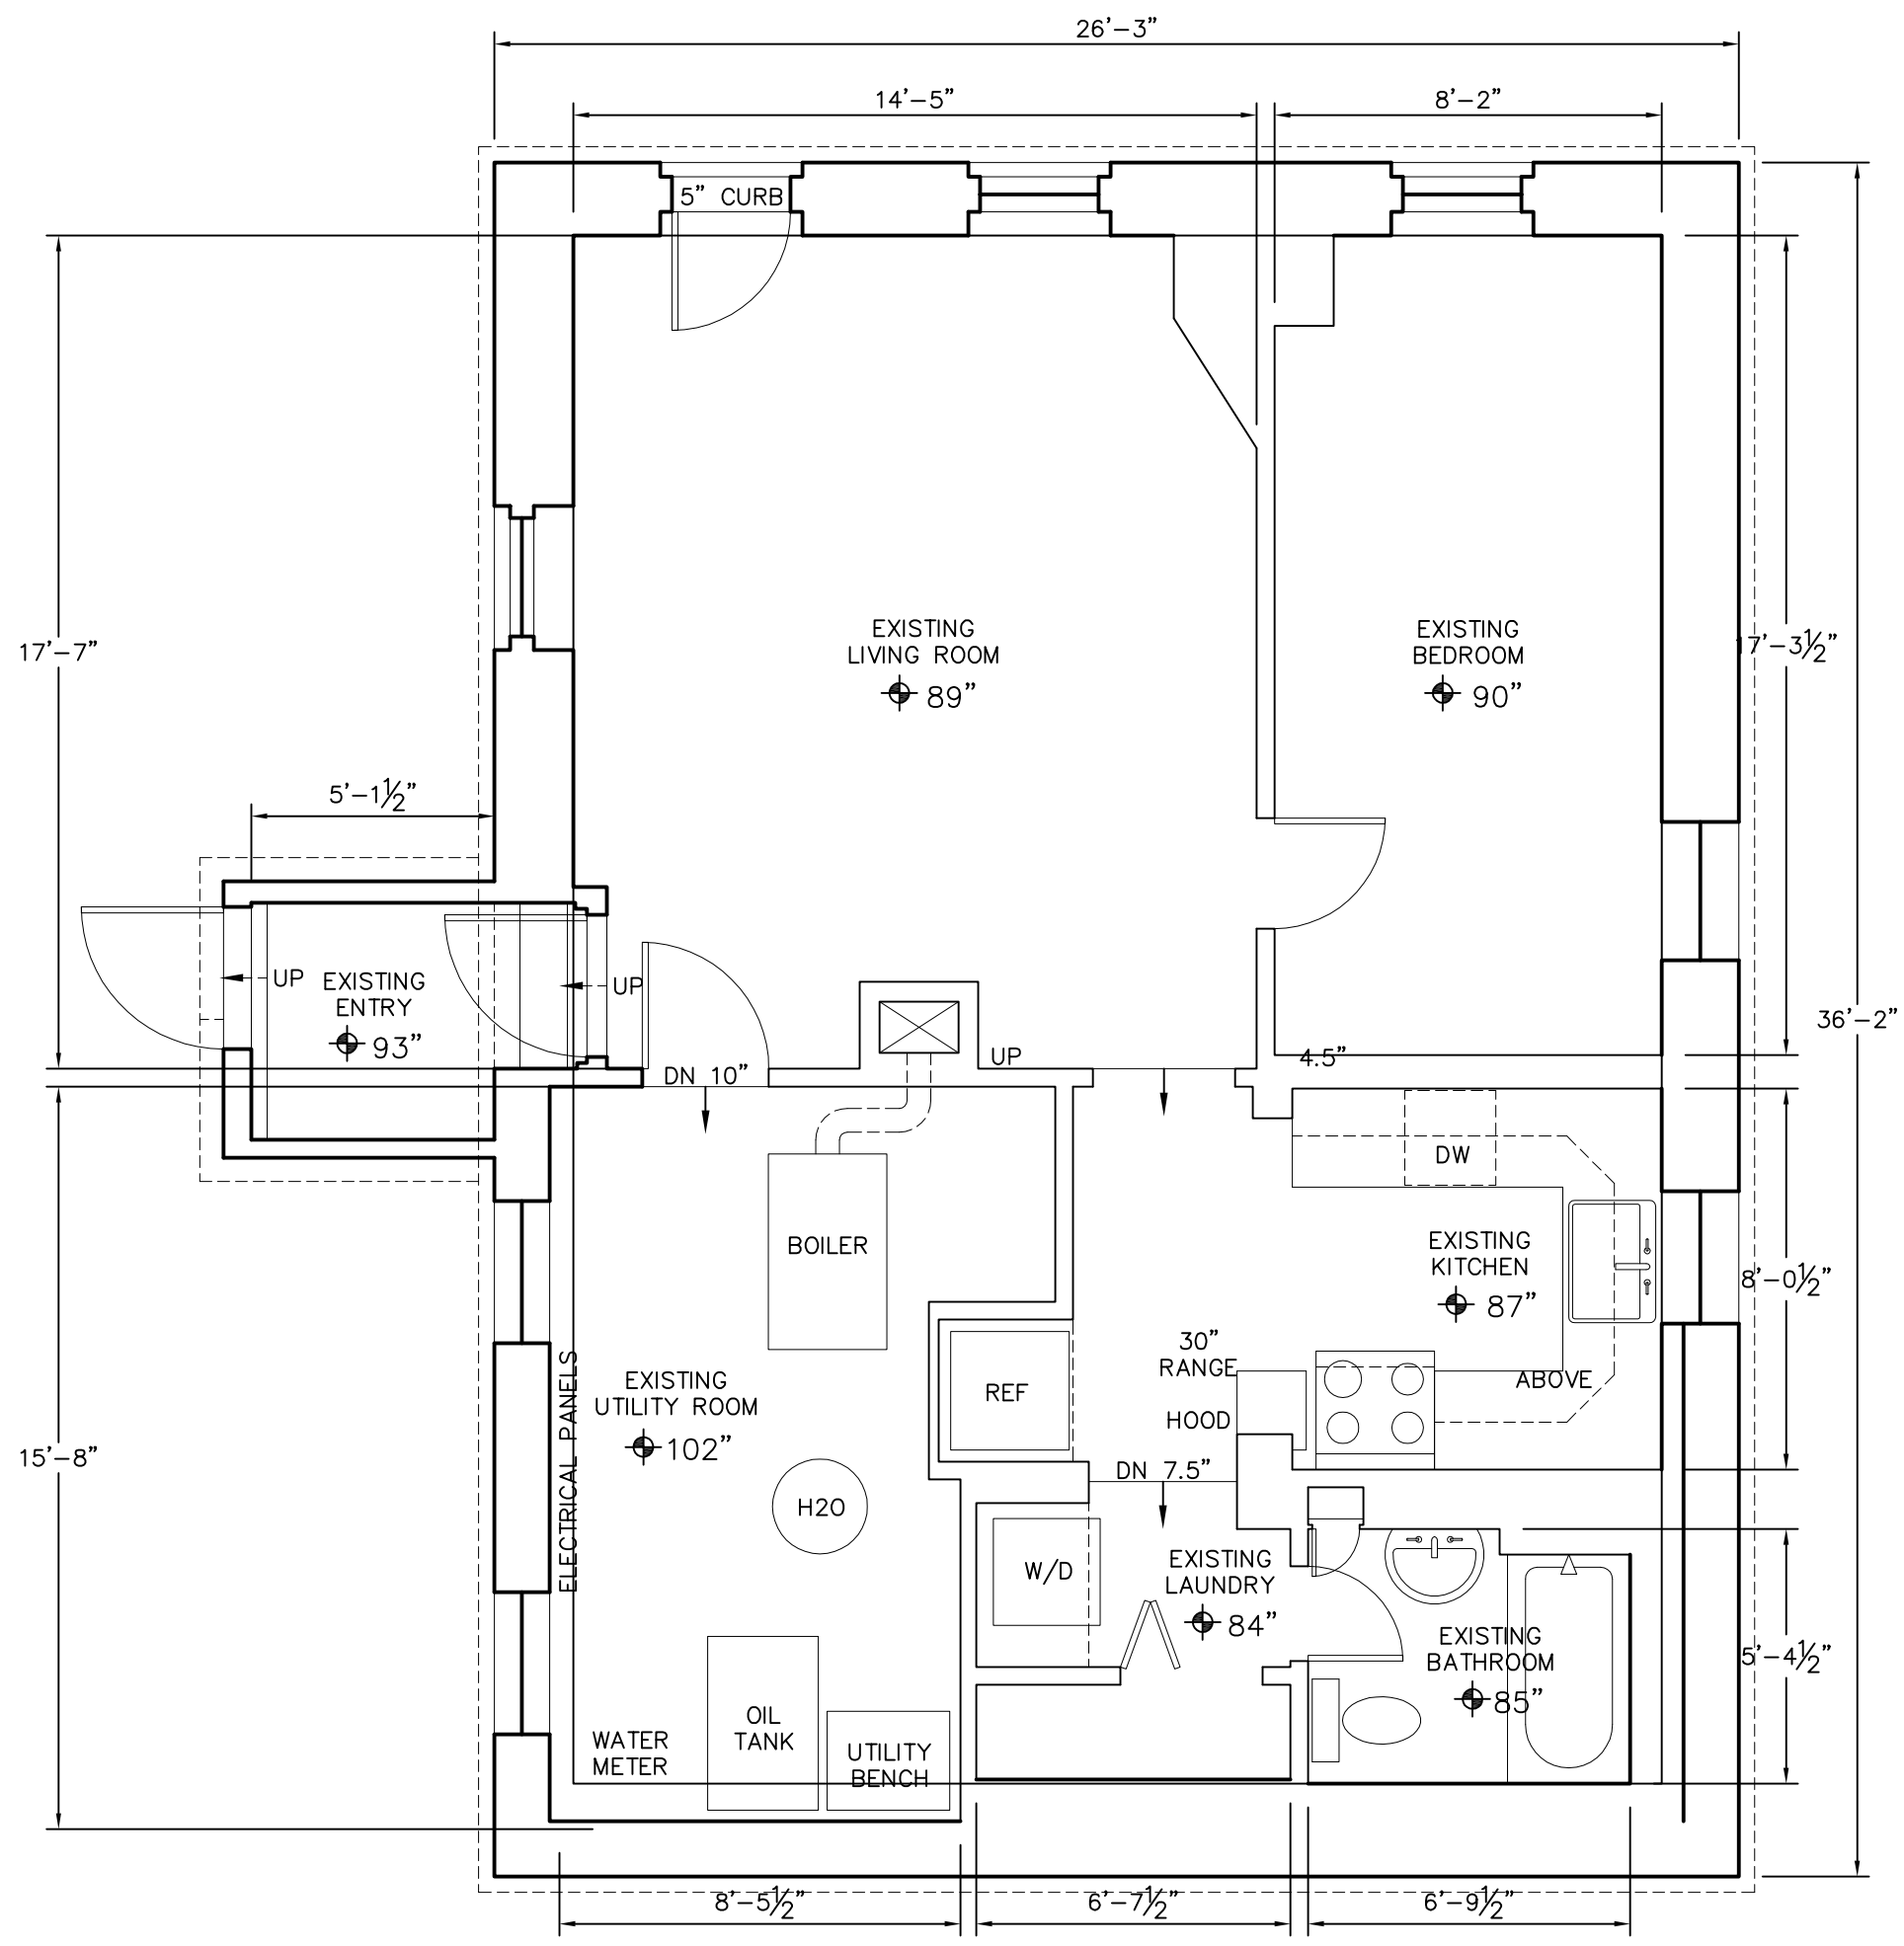 26'-3"
14'-5"
8'-2"
5" CURB
17'-7"
EXISTING
LIVING ROOM
89"
EXISTING
BEDROOM
90"
17'-3½"
5'-1½"
UP
EXISTING
ENTRY
93"
UP
36'-2"
DN 10"
UP
4.5"
DW
BOILER
EXISTING
KITCHEN
87"
8'-0½"
30"
RANGE
HOOD
ABOVE
REF
EXISTING
UTILITY ROOM
102"
ELECTRICAL PANELS
15'-8"
DN 7.5"
H2O
W/D
EXISTING
LAUNDRY
84"
EXISTING
BATHROOM
85"
5'-4½"
WATER
METER
OIL
TANK
UTILITY
BENCH
8'-5½"
6'-7½"
6'-9½"